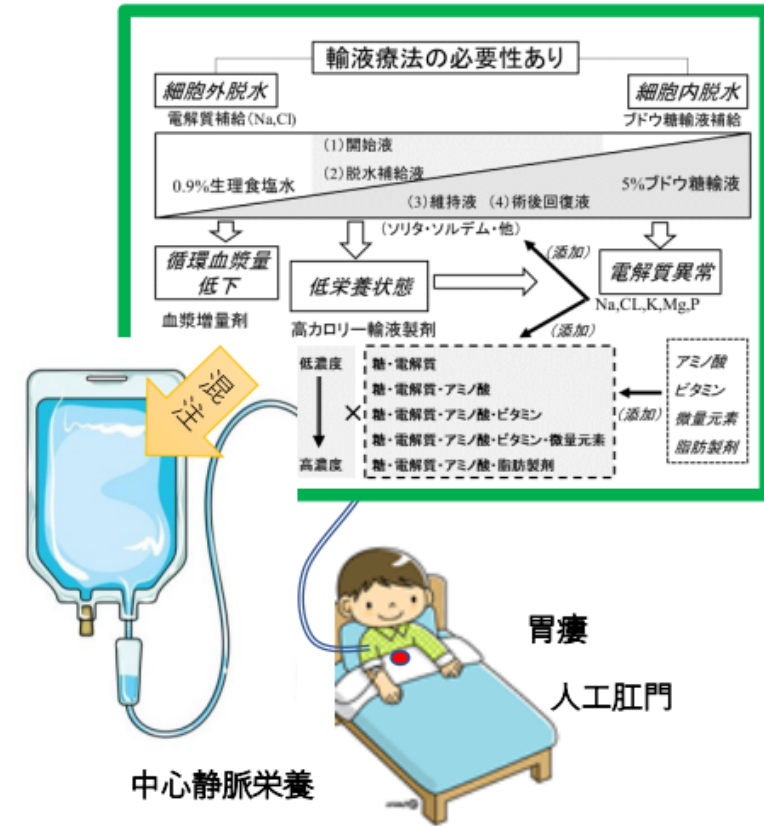 輸液療法の必要性あり
細胞外脱水
細胞内脱水
電解質補給(Na,Cl)
ブドウ糖輸液補給
(1)開始液
(2)脱水補給液
0.9%生理食塩水
5%ブドウ糖輸液
(3)維持液 (4)術後回復液
(ソリタ・ソルデム・他)
(添加)
循環血漿量
低下
低栄養状態
電解質異常
Na,CL,K,Mg,P
血漿増量剤
高カロリー輸液製剤
(添加)
低濃度
高濃度
×
糖・電解質
糖・電解質・アミノ酸
糖・電解質・アミノ酸・ビタミン
糖・電解質・アミノ酸・ビタミン・微量元素
糖・電解質・アミノ酸・脂肪製剤
(添加)
アミノ酸
ビタミン
微量元素
脂肪製剤
混注
胃瘻
人工肛門
中心静脈栄養